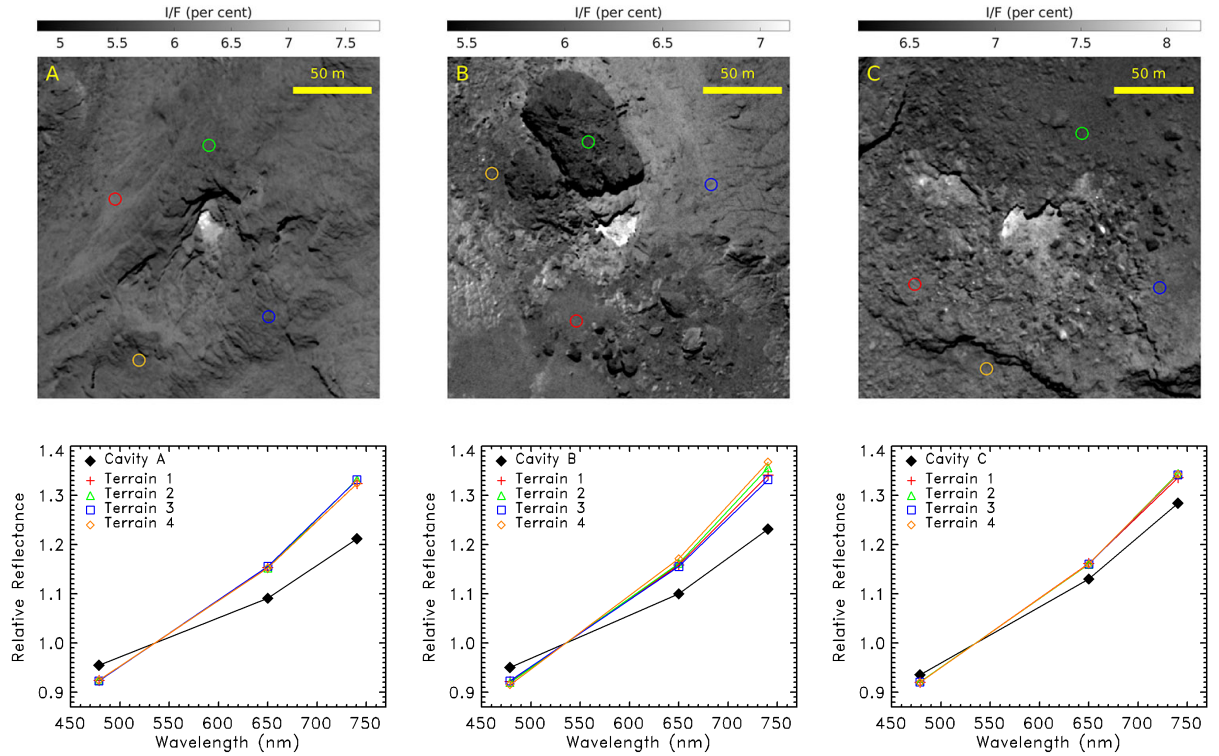 I/F (per cent)
5 5.5 6 6.5 7 7.5
A
50 m
I/F (per cent)
5.5 6 6.5 7
B
50 m
I/F (per cent)
6.5 7 7.5 8
C
50 m
1.4
1.3
1.2
1.1
1.0
0.9
Relative Reflectance
Cavity A
Terrain 1
Terrain 2
Terrain 3
Terrain 4
450 500 550 600 650 700 750
Wavelength (nm)
1.4
1.3
1.2
1.1
1.0
0.9
Relative Reflectance
Cavity B
Terrain 1
Terrain 2
Terrain 3
Terrain 4
450 500 550 600 650 700 750
Wavelength (nm)
1.4
1.3
1.2
1.1
1.0
0.9
Relative Reflectance
Cavity C
Terrain 1
Terrain 2
Terrain 3
Terrain 4
450 500 550 600 650 700 750
Wavelength (nm)